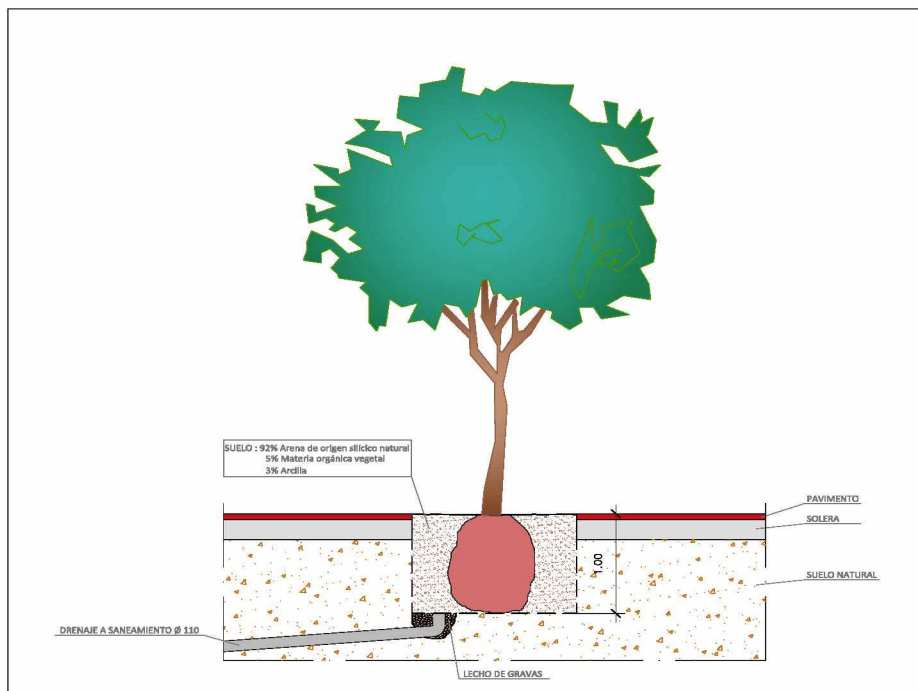 SUELO : 92% Arena de origen silícico natural
5% Materia orgánica vegetal
3% Arcilla
PAVIMENTO
SOLERA
1,00
SUELO NATURAL
DRENAJE A SANEAMIENTO Ø 110
LECHO DE GRAVAS